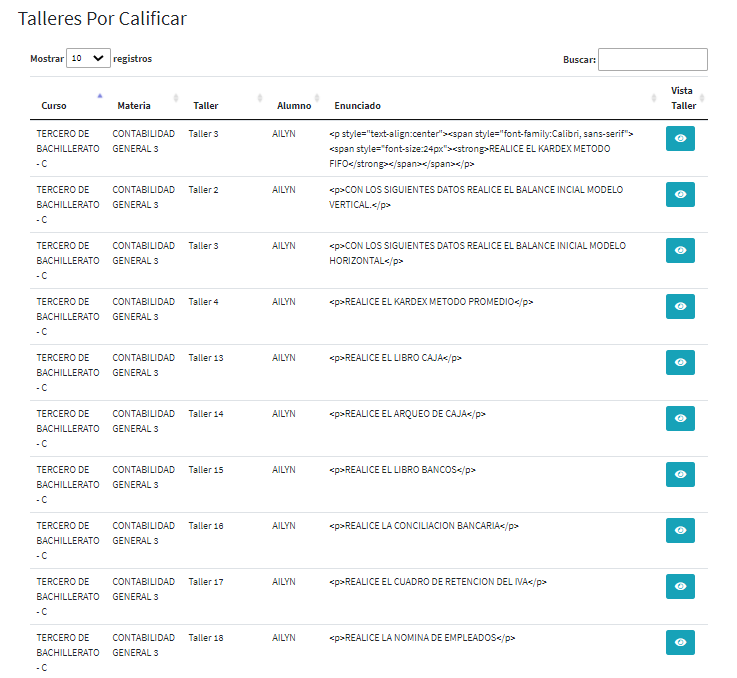 Talleres Por Calificar
Mostrar 10 registros
Buscar:
Curso Materia Taller Alumno Enunciado Vista Taller
TERCERO DE CONTABILIDAD Taller 3 AILYN <p style="text-align:center"><span style="font-family:Calibri, sans-serif">
BACHILLERATO GENERAL 3 <span style="font-size:24px"><strong>REALICE EL KARDEX METODO
- C FIFO</strong></span></span></p>
TERCERO DE CONTABILIDAD Taller 2 AILYN <p>CON LOS SIGUIENTES DATOS REALICE EL BALANCE INCIAL MODELO
BACHILLERATO GENERAL 3 VERTICAL.</p>
- C
TERCERO DE CONTABILIDAD Taller 3 AILYN <p>CON LOS SIGUIENTES DATOS REALICE EL BALANCE INICIAL MODELO
BACHILLERATO GENERAL 3 HORIZONTAL</p>
- C
TERCERO DE CONTABILIDAD Taller 4 AILYN <p>REALICE EL KARDEX METODO PROMEDIO</p>
BACHILLERATO GENERAL 3
- C
TERCERO DE CONTABILIDAD Taller 13 AILYN <p>REALICE EL LIBRO CAJA</p>
BACHILLERATO GENERAL 3
- C
TERCERO DE CONTABILIDAD Taller 14 AILYN <p>REALICE EL ARQUEO DE CAJA</p>
BACHILLERATO GENERAL 3
- C
TERCERO DE CONTABILIDAD Taller 15 AILYN <p>REALICE EL LIBRO BANCOS</p>
BACHILLERATO GENERAL 3
- C
TERCERO DE CONTABILIDAD Taller 16 AILYN <p>REALICE LA CONCILIACION BANCARIA</p>
BACHILLERATO GENERAL 3
- C
TERCERO DE CONTABILIDAD Taller 17 AILYN <p>REALICE EL CUADRO DE RETENCION DEL IVA</p>
BACHILLERATO GENERAL 3
- C
TERCERO DE CONTABILIDAD Taller 18 AILYN <p>REALICE LA NOMINA DE EMPLEADOS</p>
BACHILLERATO GENERAL 3
- C